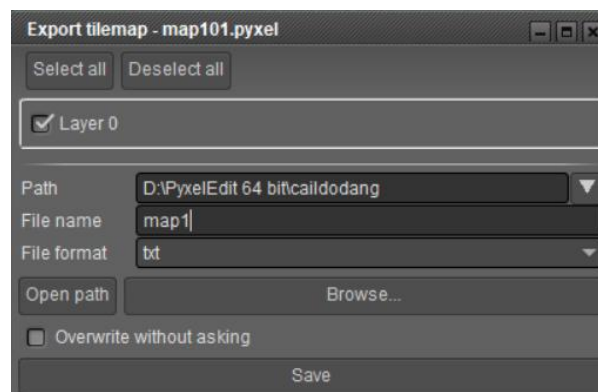 Export tilemap - map101.pyxel
Select all Deselect all
Layer 0
Path D:\PyxelEdit 64 bit\caildodang
File name map1
File format txt
Open path Browse...
Overwrite without asking
Save